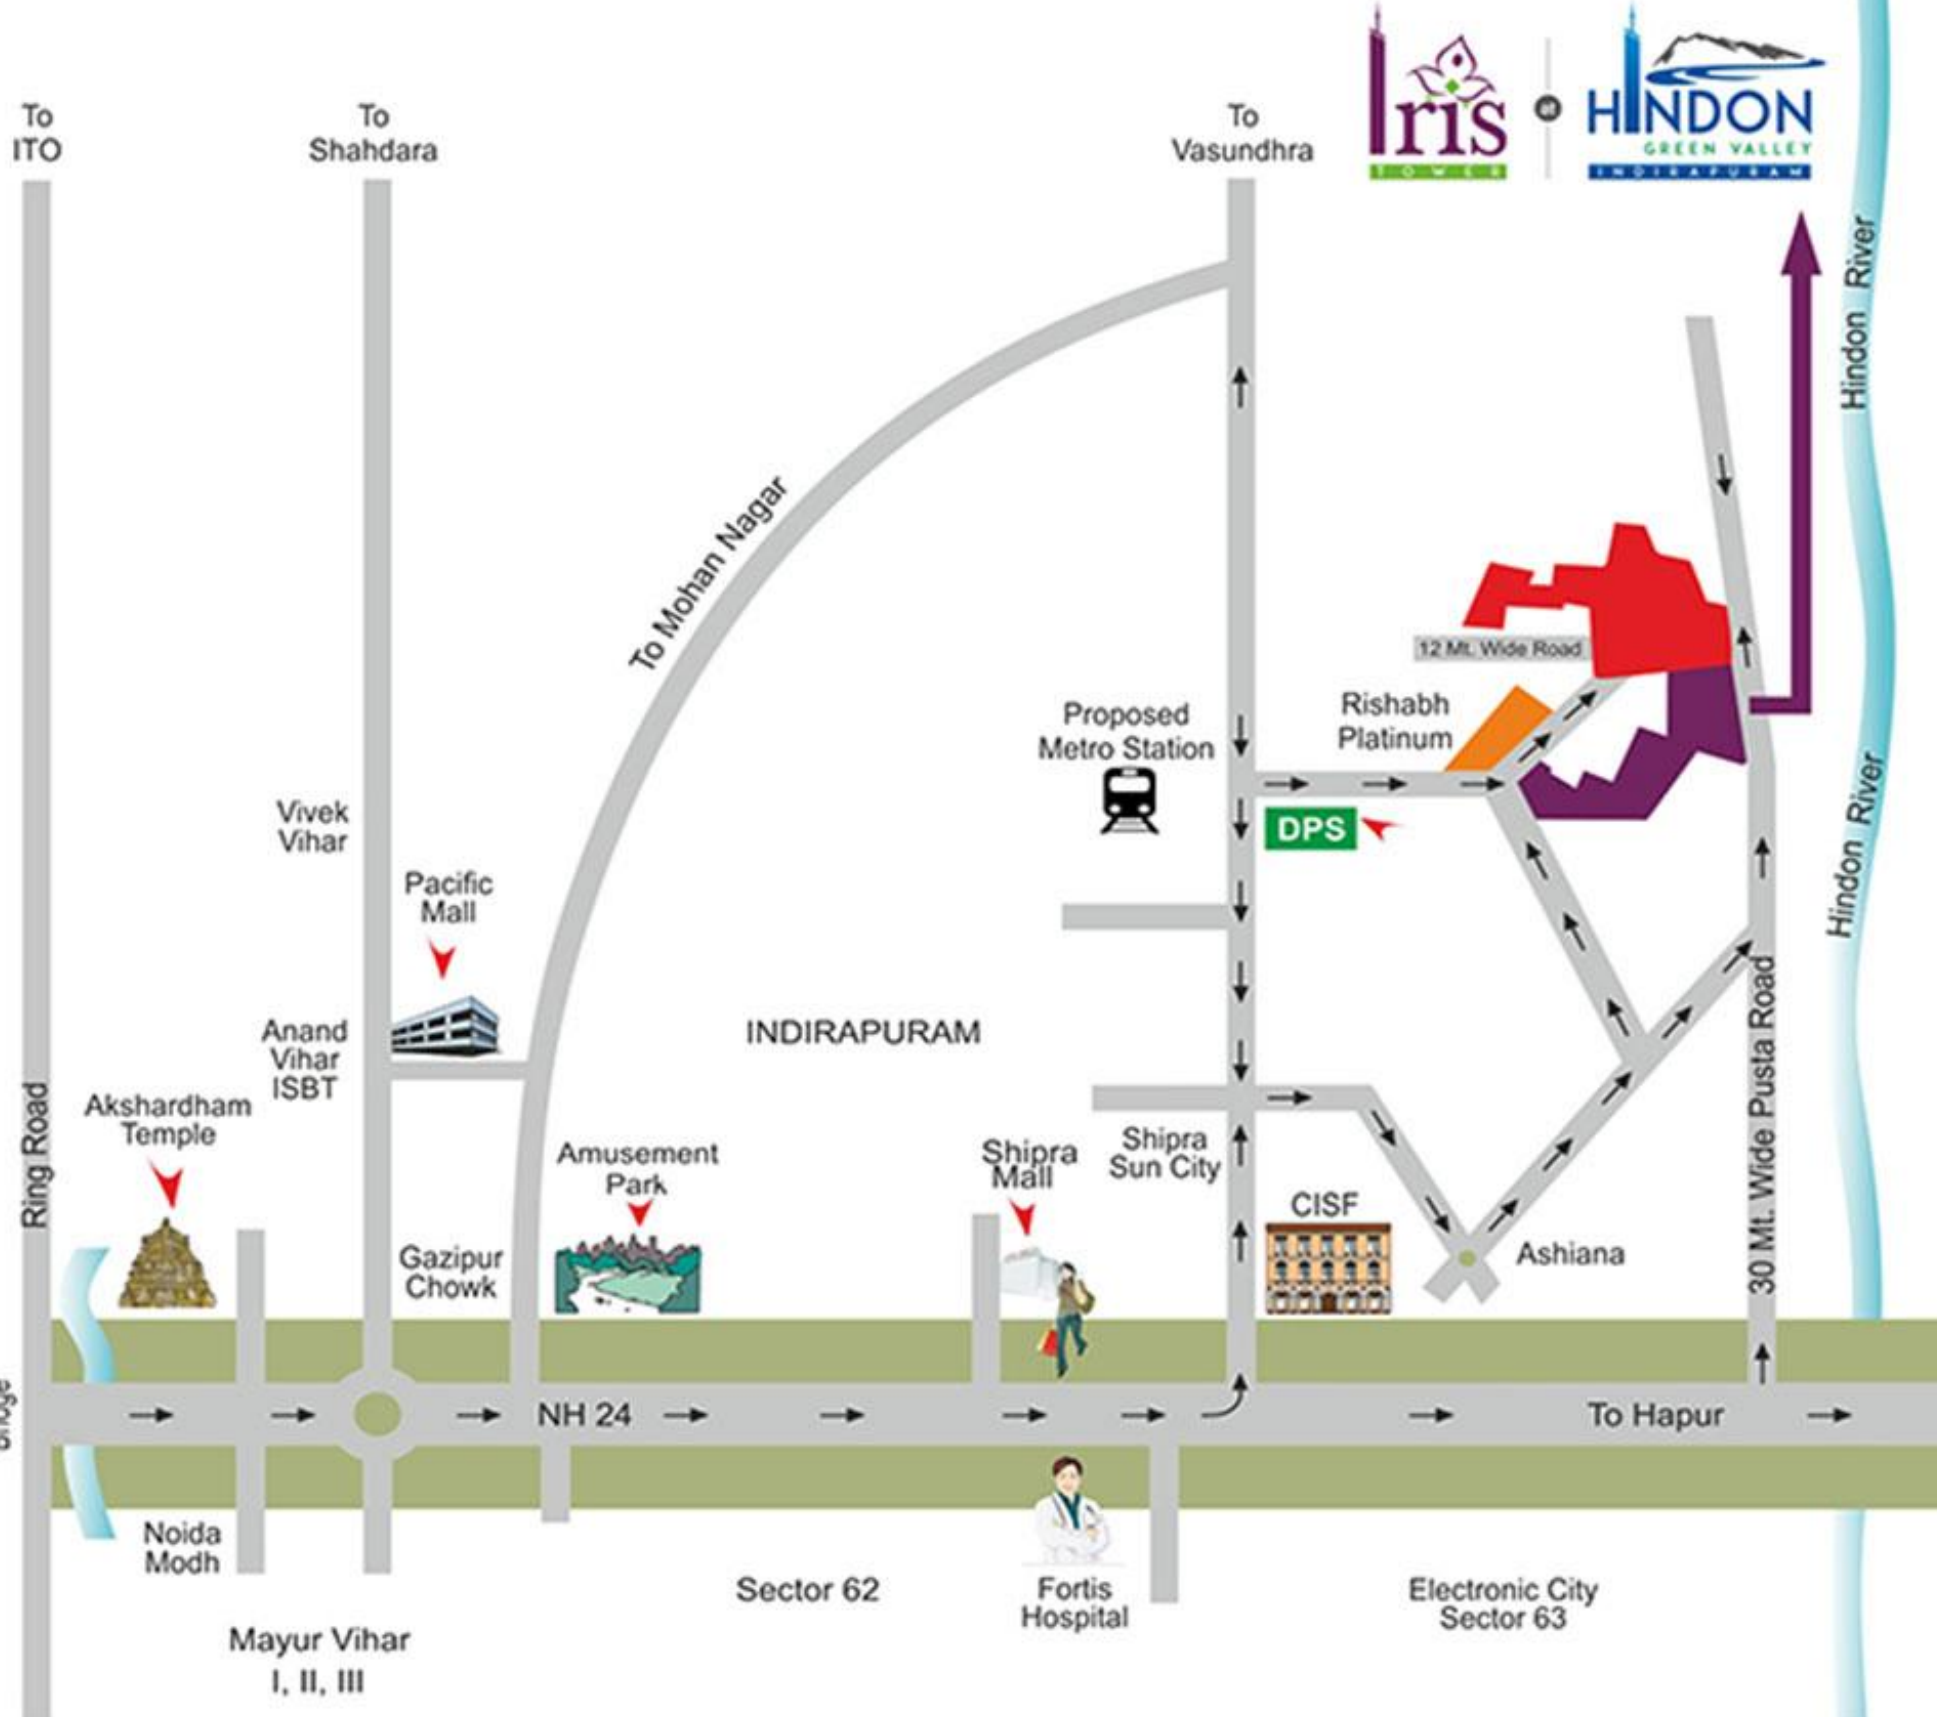 To
ITO
To
Shahdara
To
Vasundhra
Iris
TOWER
at
HINDON
GREEN VALLEY
INDIRAPURAM
Hindon River
To Mohan Nagar
12 Mt. Wide Road
Rishabh
Platinum
Proposed
Metro Station
DPS
Vivek
Vihar
Pacific
Mall
Hindon River
Anand
Vihar
ISBT
INDIRAPURAM
30 Mt. Wide Pusta Road
Ring Road
Akshardham
Temple
Amusement
Park
Shipra
Mall
Shipra
Sun City
CISF
Gazipur
Chowk
Ashiana
NH 24
To Hapur
Noida
Modh
Sector 62
Fortis
Hospital
Electronic City
Sector 63
Mayur Vihar
I, II, III